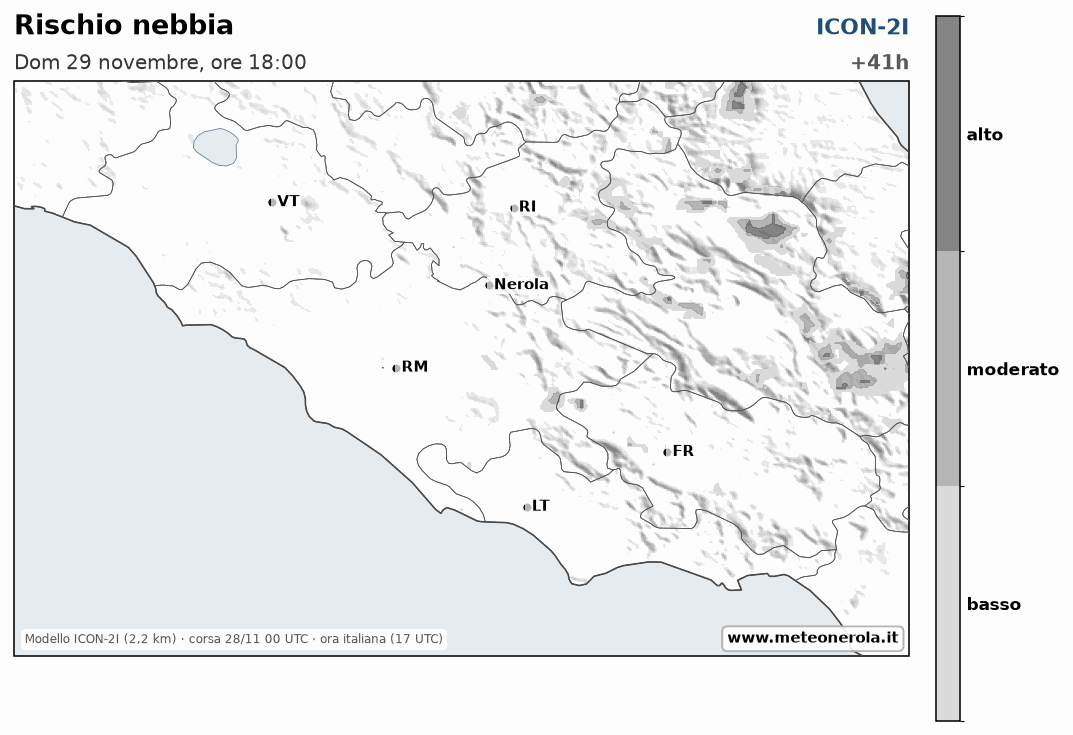 Rischio nebbia
ICON-2I
Dom 29 novembre, ore 18:00
+41h
alto
VT
RI
Nerola
RM
moderato
FR
LT
basso
Modello ICON-2I (2,2 km) · corsa 28/11 00 UTC · ora italiana (17 UTC)
www.meteonerola.it